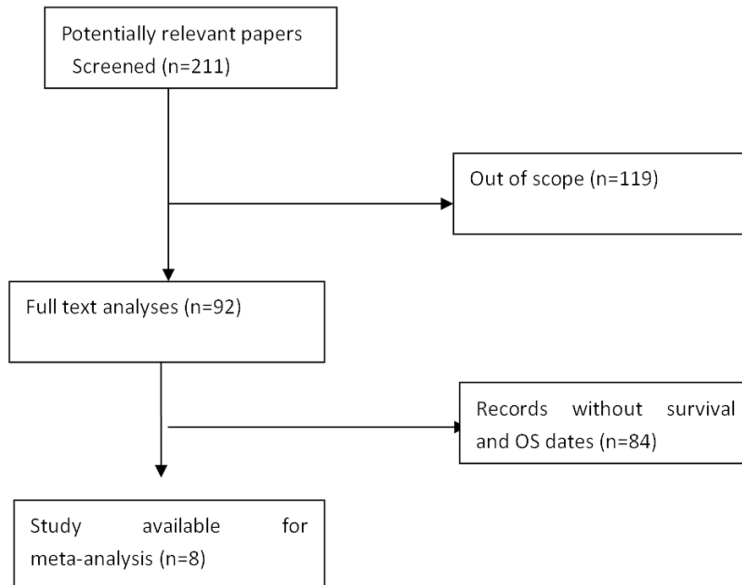 Potentially relevant papers
Screened (n=211)
Out of scope (n=119)
Full text analyses (n=92)
Records without survival
and OS dates (n=84)
Study available for
meta-analysis (n=8)